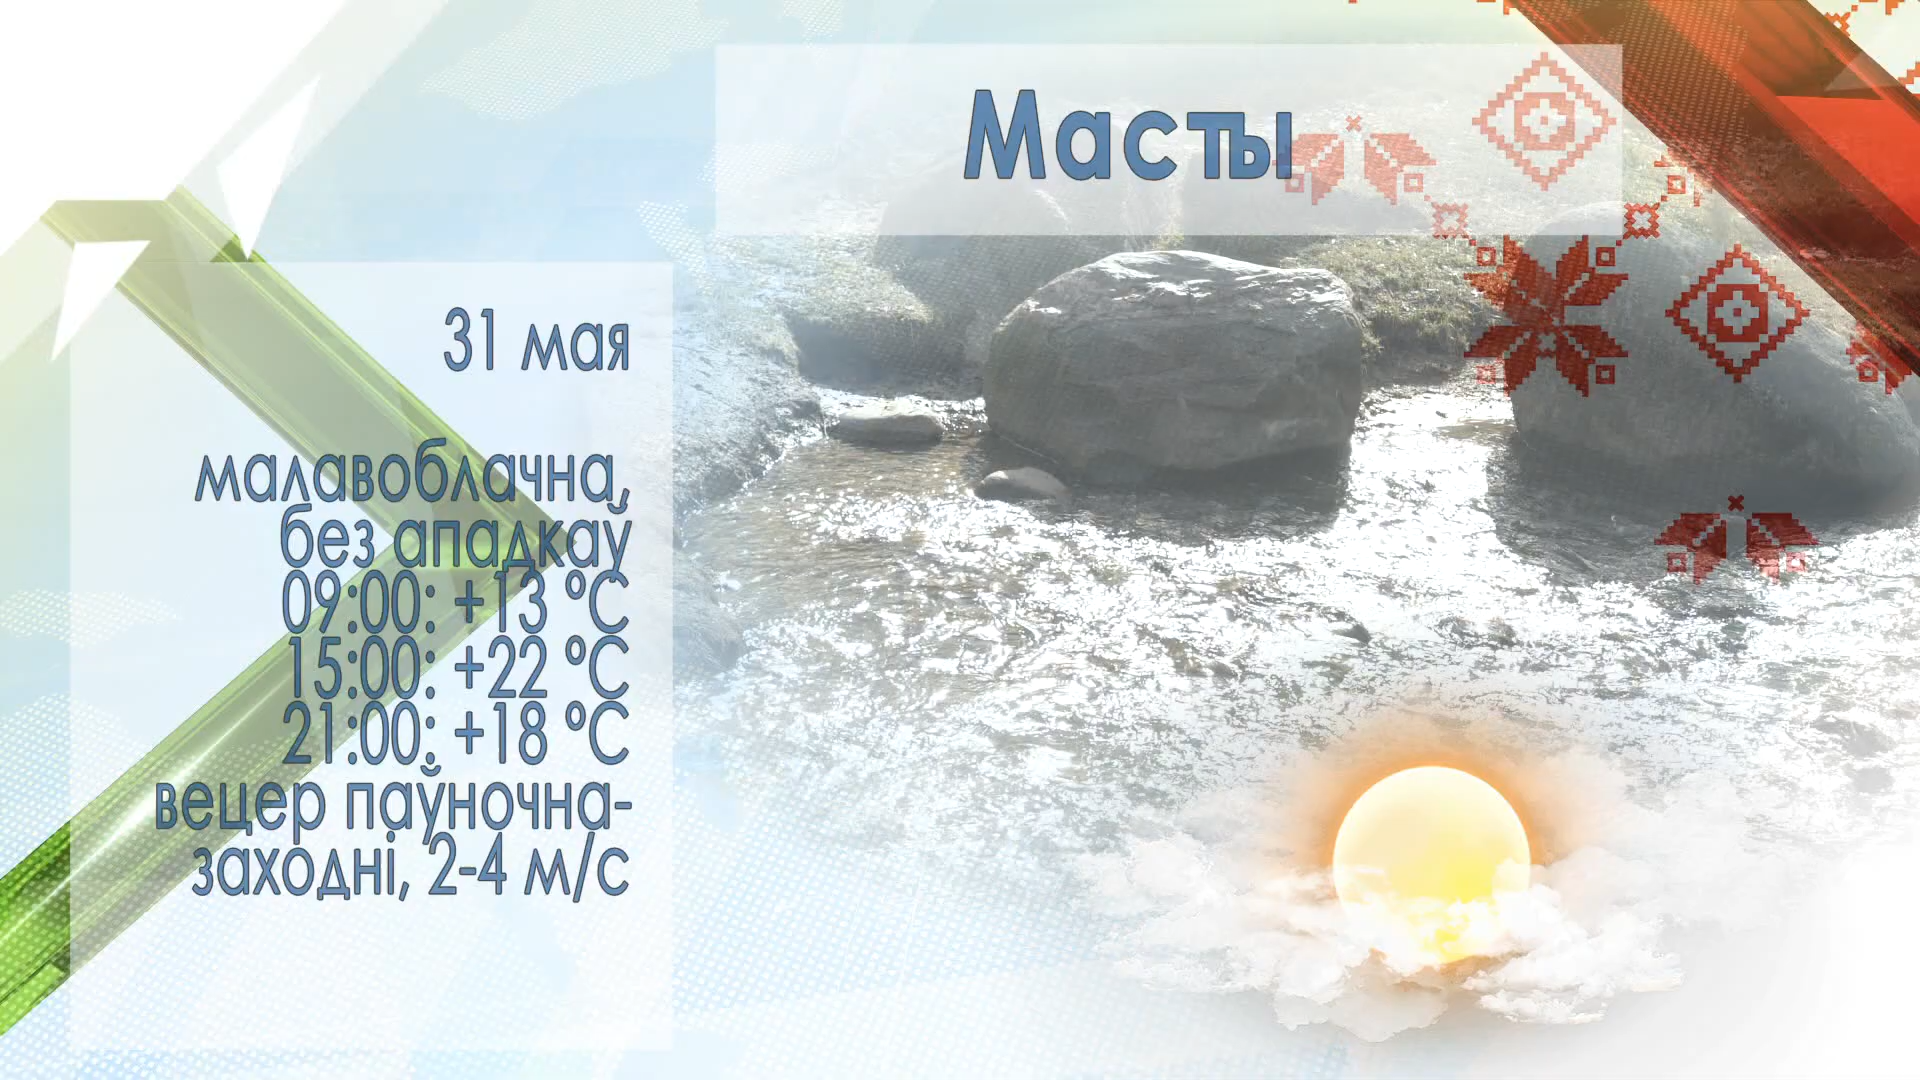 Масты
31 мая
малавоблачна,
без ападкаў
09:00: +13 °C
15:00: +22 °C
21:00: +18 °C
вецер паўночна-
заходні, 2-4 м/с